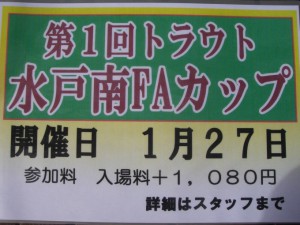 第1回トラウト
水戸南FAカップ
開催日　1月27日
参加料　入場料＋1，080円
詳細はスタッフまで